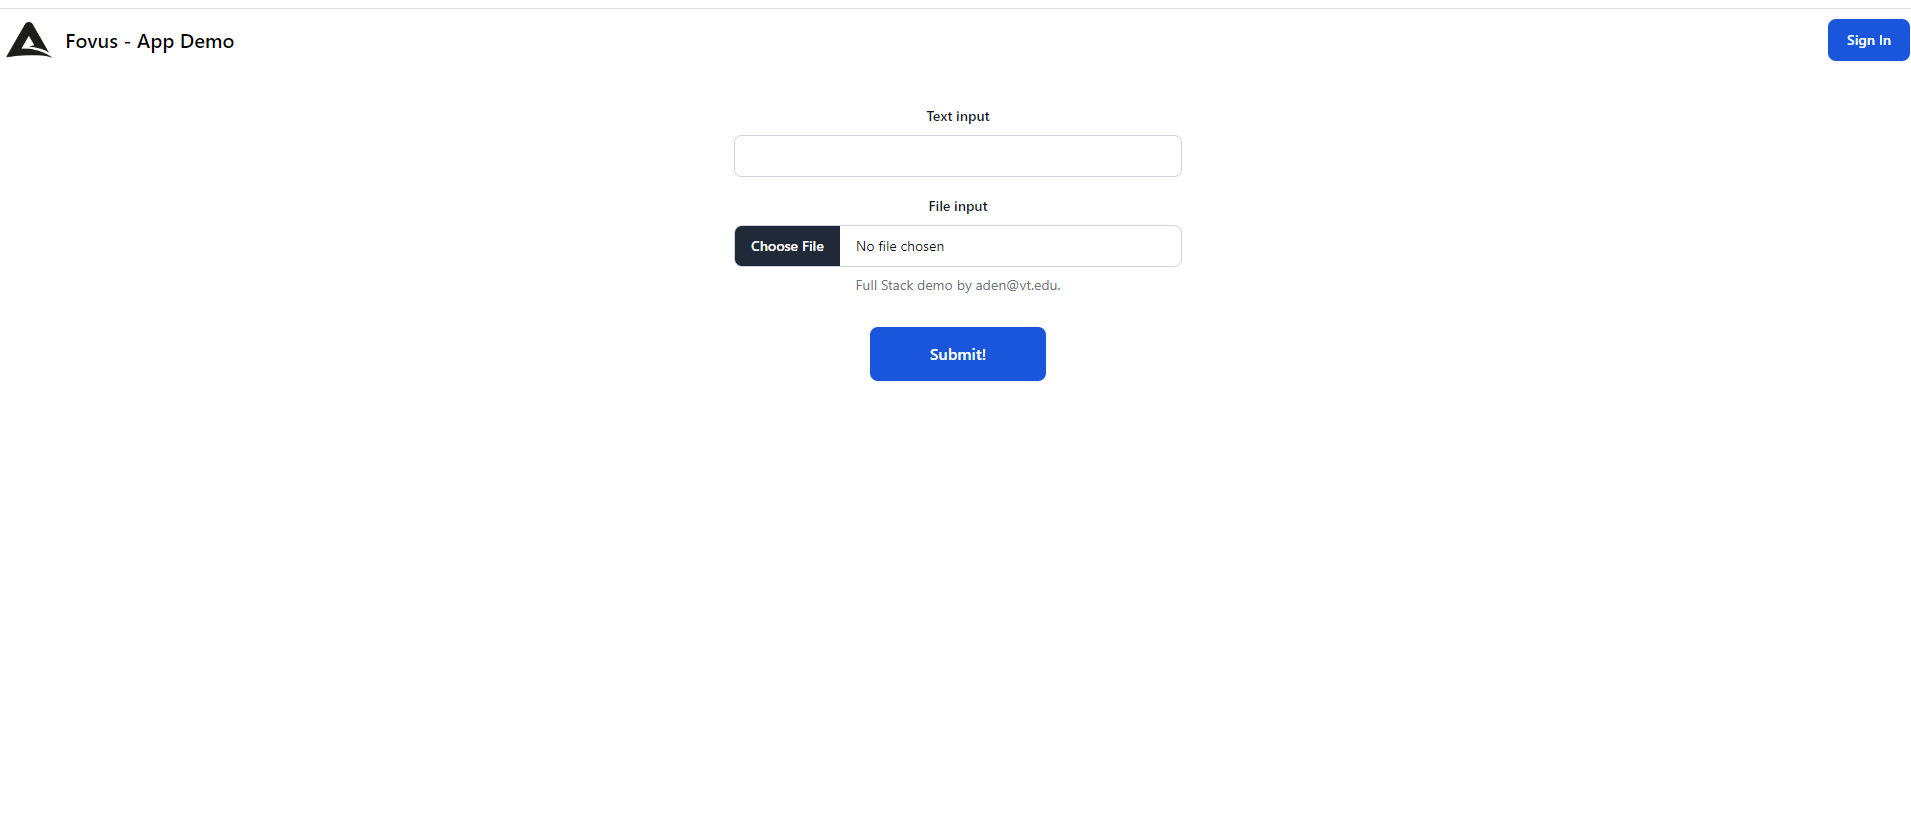 Fovus - App Demo
Sign In
Text input
File input
Choose File No file chosen
Full Stack demo by aden@vt.edu.
Submit!